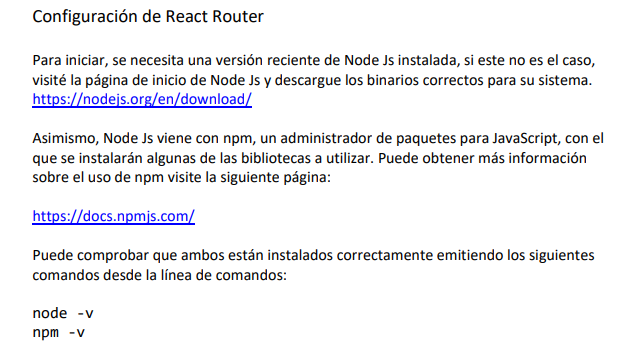 Configuración de React Router
Para iniciar, se necesita una versión reciente de Node Js instalada, si este no es el caso,
visité la página de inicio de Node Js y descargue los binarios correctos para su sistema.
https://nodejs.org/en/download/
Asimismo, Node Js viene con npm, un administrador de paquetes para JavaScript, con el
que se instalarán algunas de las bibliotecas a utilizar. Puede obtener más información
sobre el uso de npm visite la siguiente página:
https://docs.npmjs.com/
Puede comprobar que ambos están instalados correctamente emitiendo los siguientes
comandos desde la línea de comandos:
node -v
npm -v